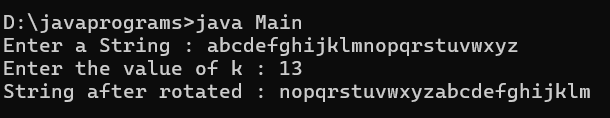 D:\javaprograms>java Main
Enter a String : abcdefghijklmnopqrstuvwxyz
Enter the value of k : 13
String after rotated : nopqrstuvwxyzabcdefghijklm